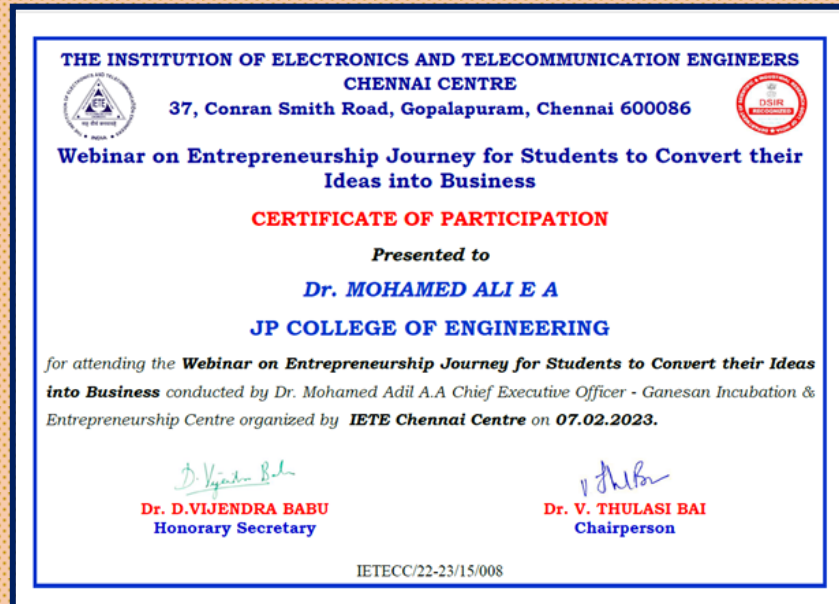 THE INSTITUTION OF ELECTRONICS AND TELECOMMUNICATION ENGINEERS
CHENNAI CENTRE
37, Conran Smith Road, Gopalapuram, Chennai 600086
IETE
INDIA
DSIR
RECOGNIZED
Webinar on Entrepreneurship Journey for Students to Convert their
Ideas into Business
CERTIFICATE OF PARTICIPATION
Presented to
Dr. MOHAMED ALI E A
JP COLLEGE OF ENGINEERING
for attending the Webinar on Entrepreneurship Journey for Students to Convert their Ideas
into Business conducted by Dr. Mohamed Adil A.A Chief Executive Officer - Ganesan Incubation &
Entrepreneurship Centre organized by IETE Chennai Centre on 07.02.2023.
Dr. D.VIJENDRA BABU
Honorary Secretary
Dr. V. THULASI BAI
Chairperson
IETECC/22-23/15/008